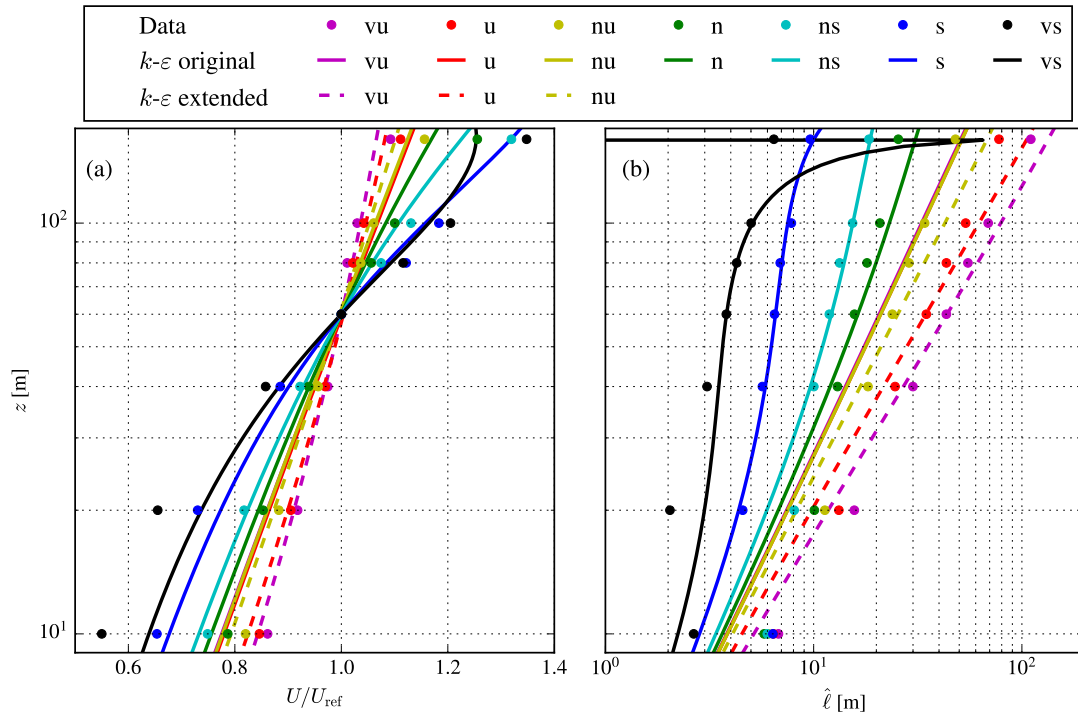 Data vu u nu n ns s vs
k-ε original vu u nu n ns s vs
k-ε extended vu u nu
(a) (b)
10² 10¹
z [m]
0.6 0.8 1.0 1.2 1.4
10⁰ 10¹ 10²
U/U_ref
ℓ̂ [m]